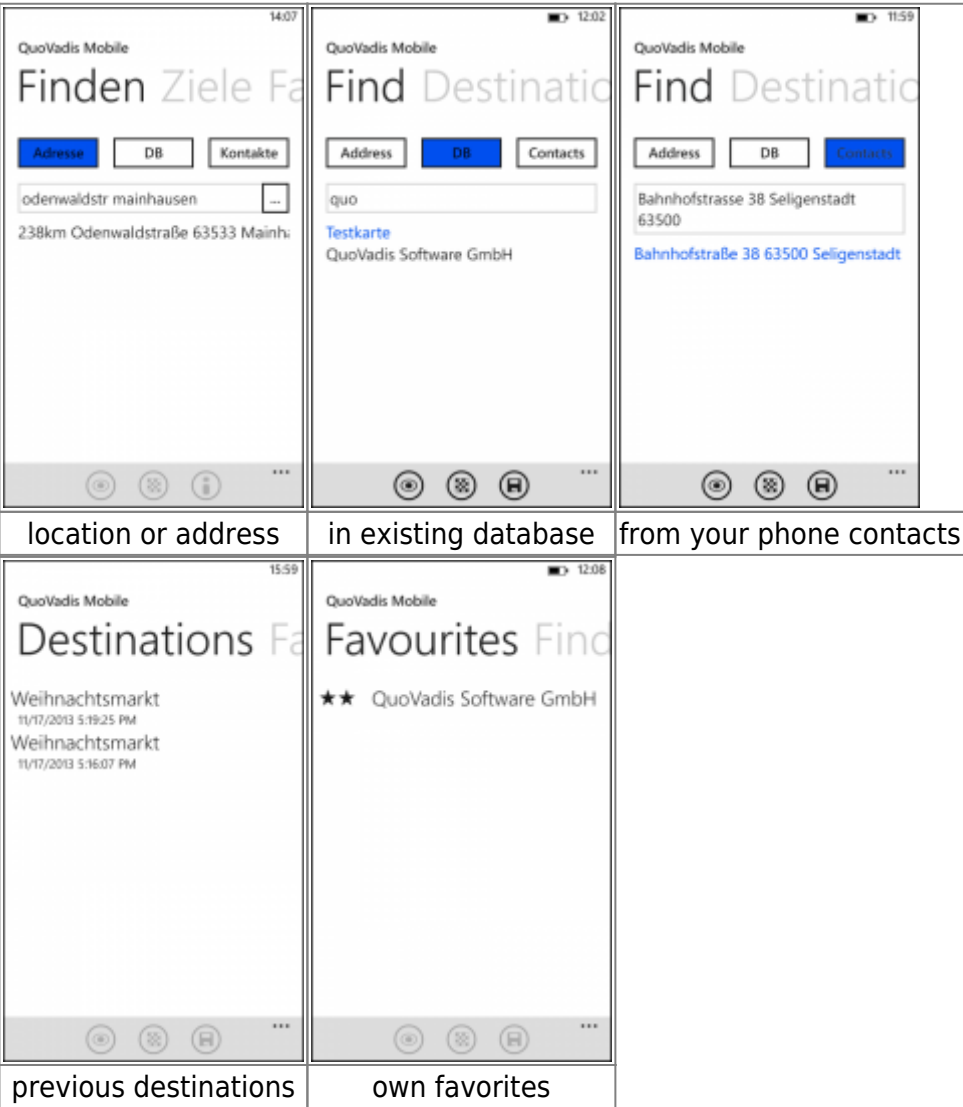 14:07
QuoVadis Mobile
Finden Ziele Fa
Adresse DB Kontakte
odenwaldstr mainhausen ...
238km Odenwaldstraße 63533 Mainha
...
location or address
12:02
QuoVadis Mobile
Find Destinatio
Address DB Contacts
quo
Testkarte
QuoVadis Software GmbH
...
in existing database
11:59
QuoVadis Mobile
Find Destinatio
Address DB Contacts
Bahnhofstrasse 38 Seligenstadt
63500
Bahnhofstraße 38 63500 Seligenstadt
...
from your phone contacts
15:59
QuoVadis Mobile
Destinations Fa
Weihnachtsmarkt
11/17/2013 5:19:25 PM
Weihnachtsmarkt
11/17/2013 5:16:07 PM
...
previous destinations
12:08
QuoVadis Mobile
Favourites Find
★★ QuoVadis Software GmbH
...
own favorites